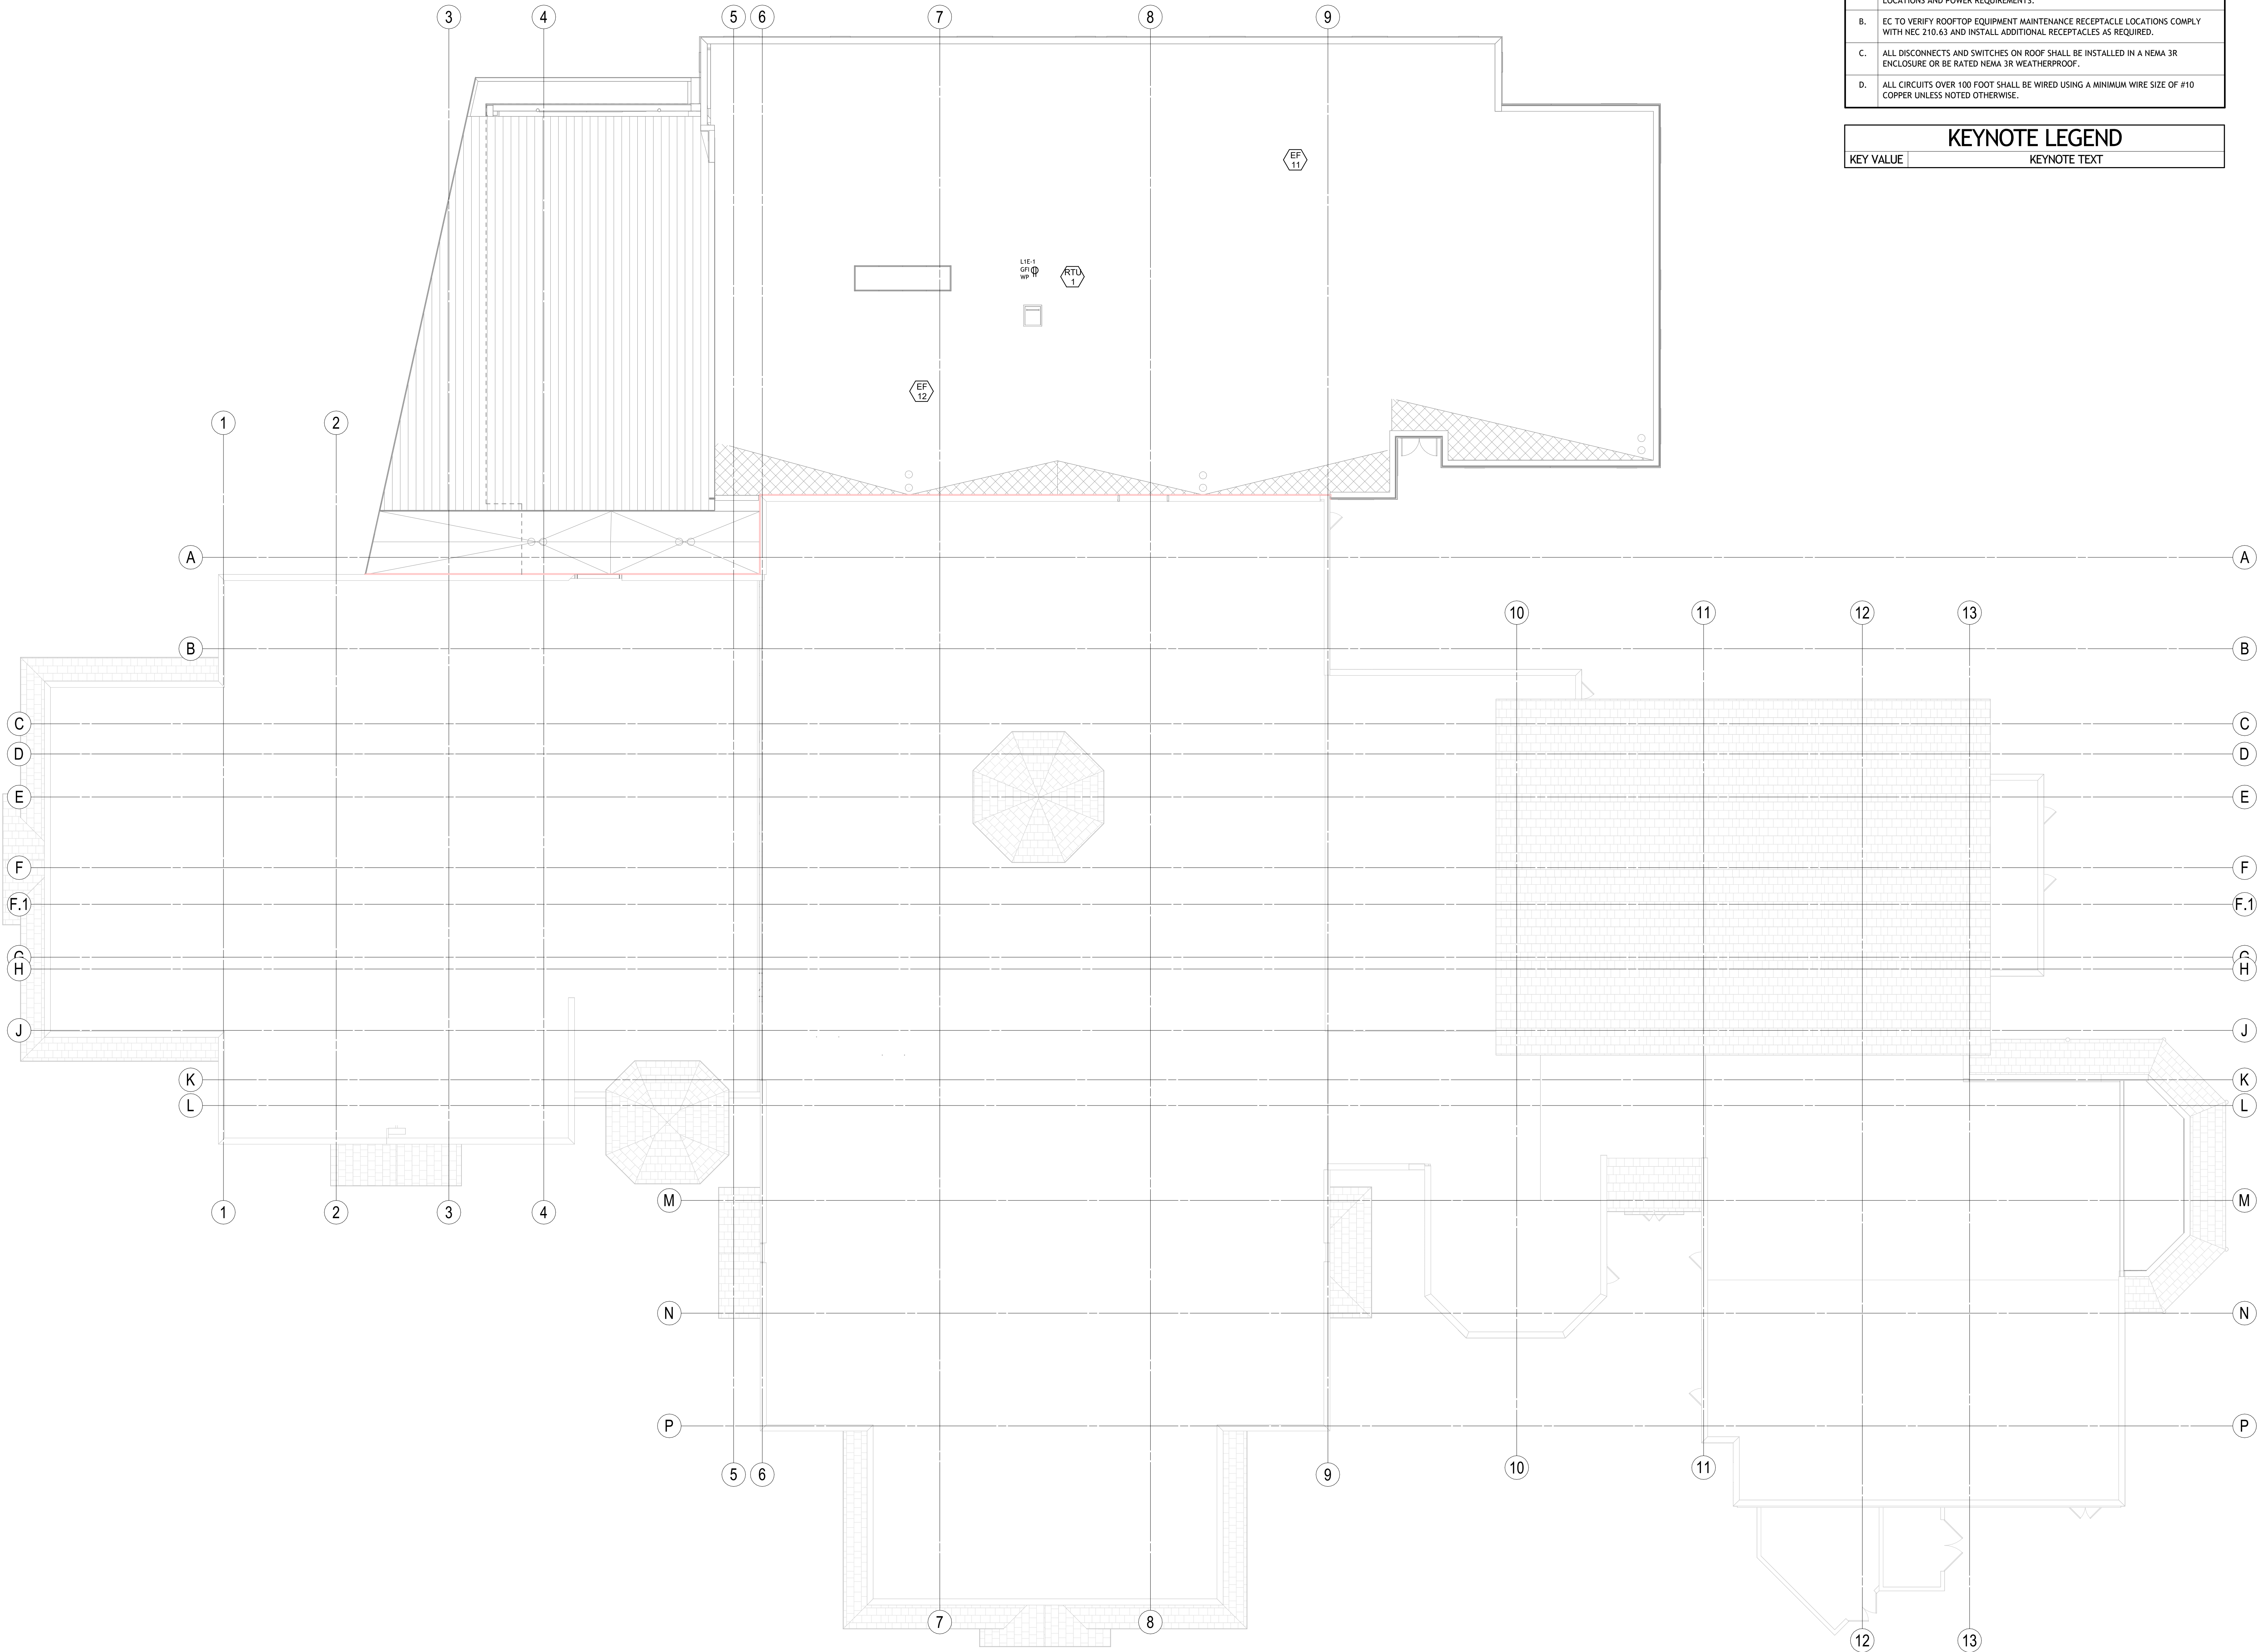 3
4
5
6
7
8
9
LOCATIONS AND POWER REQUIREMENTS.
B. EC TO VERIFY ROOFTOP EQUIPMENT MAINTENANCE RECEPTACLE LOCATIONS COMPLY
WITH NEC 210.63 AND INSTALL ADDITIONAL RECEPTACLES AS REQUIRED.
C. ALL DISCONNECTS AND SWITCHES ON ROOF SHALL BE INSTALLED IN A NEMA 3R
ENCLOSURE OR BE RATED NEMA 3R WEATHERPROOF.
D. ALL CIRCUITS OVER 100 FOOT SHALL BE WIRED USING A MINIMUM WIRE SIZE OF #10
COPPER UNLESS NOTED OTHERWISE.
KEYNOTE LEGEND
KEY VALUE KEYNOTE TEXT
EF
11
L1E-1
GFI
WP
RTU
1
EF
12
1
2
A
A
10
11
12
13
B
B
C
C
D
D
E
E
F
F
F.1
F.1
G
G
H
H
J
J
K
K
L
L
M
M
1
2
3
4
N
N
P
P
5
6
9
10
11
7
8
12
13